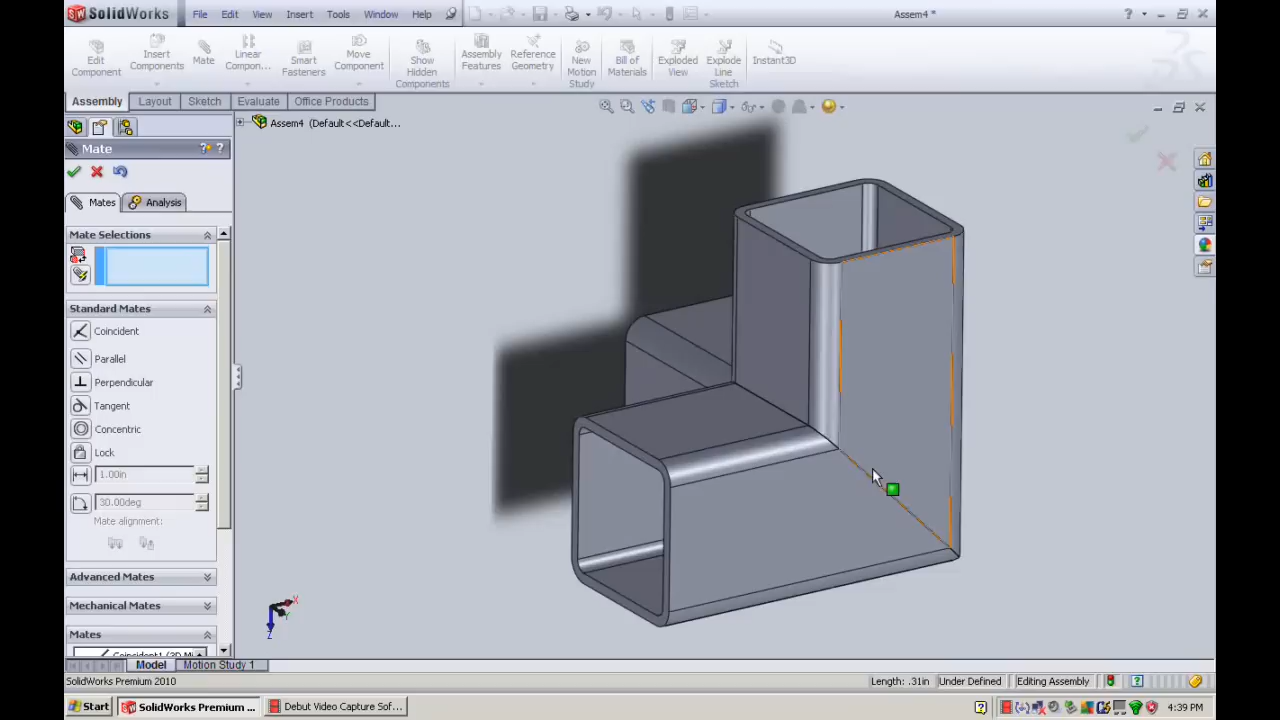 SolidWorks File Edit View Insert Tools Window Help Assem4 *
Edit Component
Insert Components
Mate
Linear Compon...
Smart Fasteners
Move Component
Show Hidden Components
Assembly Features
Reference Geometry
New Motion Study
Bill of Materials
Exploded View
Explode Line Sketch
Instant3D
Assembly Layout Sketch Evaluate Office Products
Assem4 (Default<<Default...
Mate
Mates Analysis
Mate Selections
Standard Mates
Coincident
Parallel
Perpendicular
Tangent
Concentric
Lock
1.00in
30.00deg
Mate alignment:
Advanced Mates
Mechanical Mates
Mates
X
Y
Z
Model Motion Study 1
SolidWorks Premium 2010 Length: .31in Under Defined Editing Assembly
Start SolidWorks Premium ... Debut Video Capture Sof... 4:39 PM